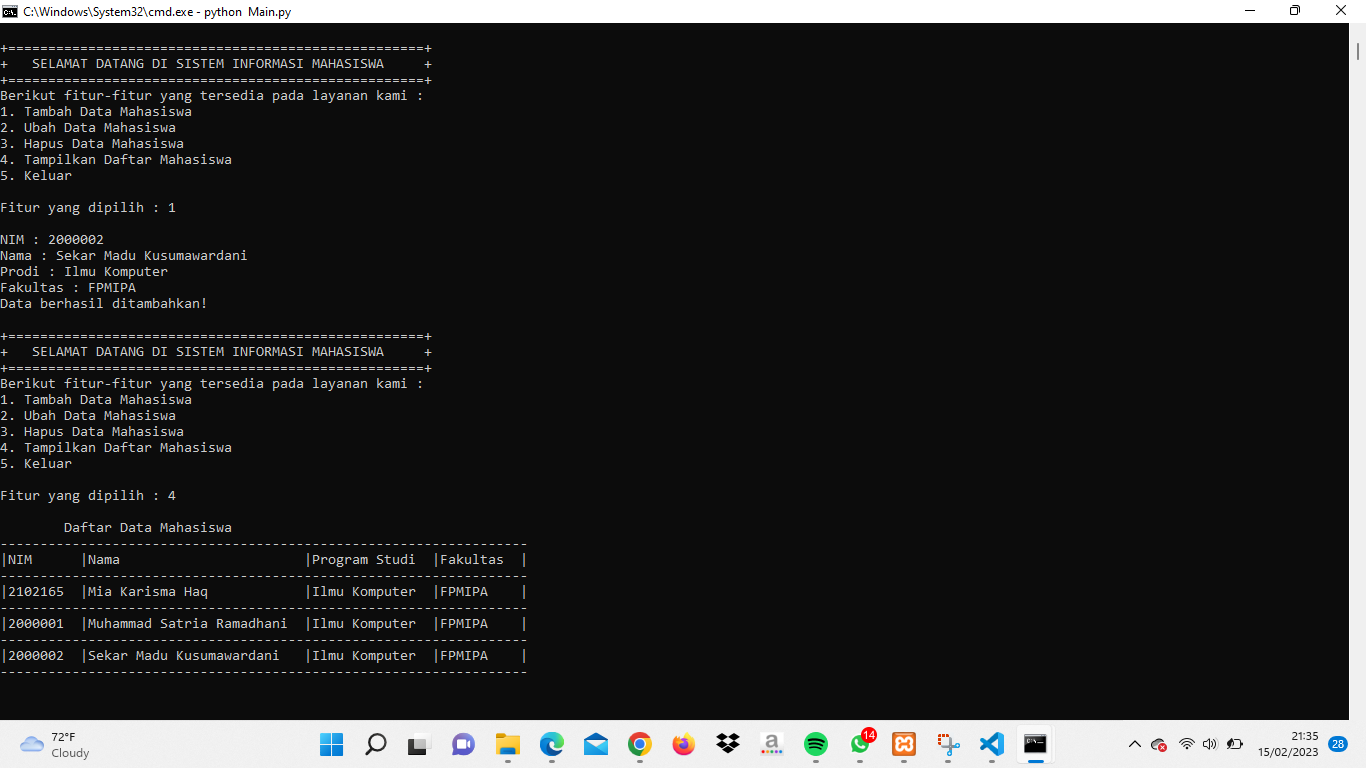 C:\Windows\System32\cmd.exe - python  Main.py
+====================================================+
+   SELAMAT DATANG DI SISTEM INFORMASI MAHASISWA     +
+====================================================+
Berikut fitur-fitur yang tersedia pada layanan kami :
1. Tambah Data Mahasiswa
2. Ubah Data Mahasiswa
3. Hapus Data Mahasiswa
4. Tampilkan Daftar Mahasiswa
5. Keluar
Fitur yang dipilih : 1
NIM : 2000002
Nama : Sekar Madu Kusumawardani
Prodi : Ilmu Komputer
Fakultas : FPMIPA
Data berhasil ditambahkan!
+====================================================+
+   SELAMAT DATANG DI SISTEM INFORMASI MAHASISWA     +
+====================================================+
Berikut fitur-fitur yang tersedia pada layanan kami :
1. Tambah Data Mahasiswa
2. Ubah Data Mahasiswa
3. Hapus Data Mahasiswa
4. Tampilkan Daftar Mahasiswa
5. Keluar
Fitur yang dipilih : 4
        Daftar Data Mahasiswa
------------------------------------------------------------------
|NIM      |Nama                       |Program Studi  |Fakultas  |
------------------------------------------------------------------
|2102165  |Mia Karisma Haq            |Ilmu Komputer  |FPMIPA    |
------------------------------------------------------------------
|2000001  |Muhammad Satria Ramadhani  |Ilmu Komputer  |FPMIPA    |
------------------------------------------------------------------
|2000002  |Sekar Madu Kusumawardani   |Ilmu Komputer  |FPMIPA    |
------------------------------------------------------------------
72°F
Cloudy
a
14
21:35
15/02/2023
28